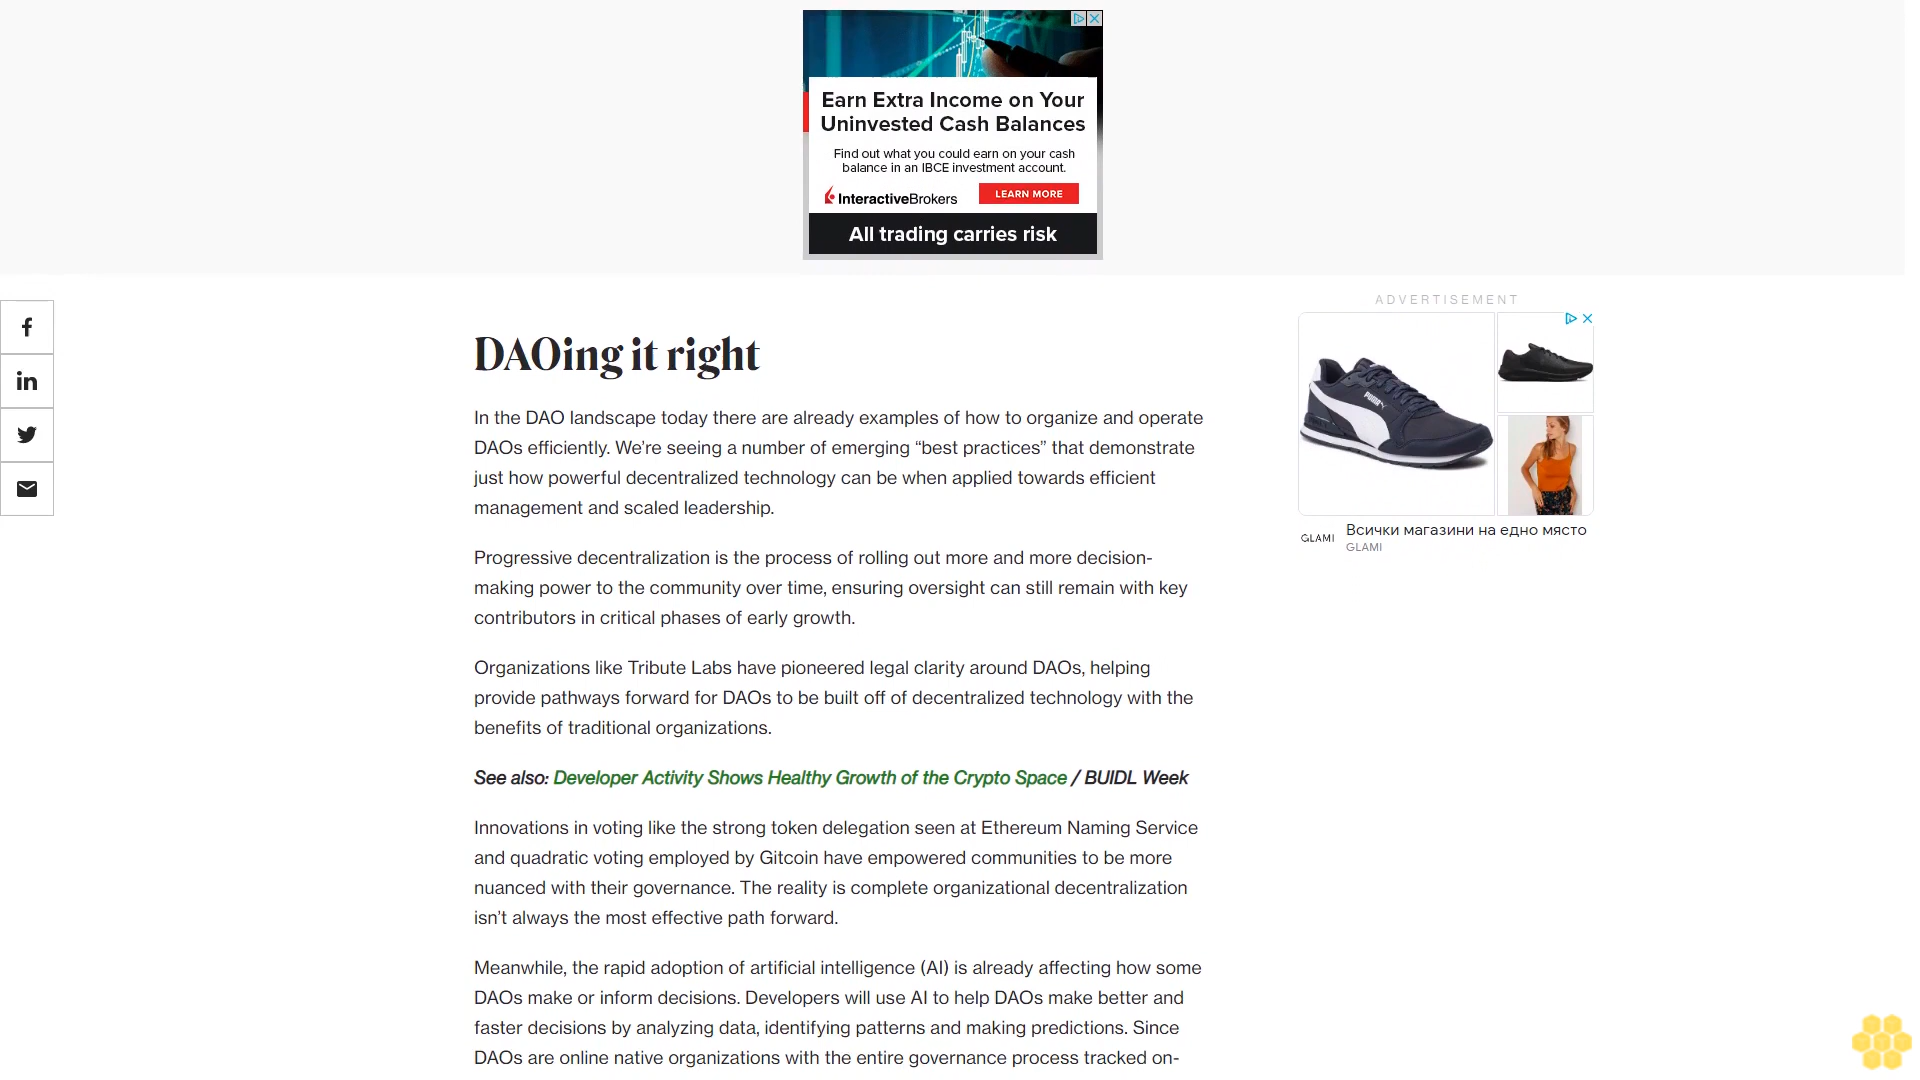 Earn Extra Income on Your
Uninvested Cash Balances
Find out what you could earn on your cash
balance in an IBCE investment account.
InteractiveBrokers
LEARN MORE
All trading carries risk
ADVERTISEMENT
DAOing it right
In the DAO landscape today there are already examples of how to organize and operate
DAOs efficiently. We’re seeing a number of emerging “best practices” that demonstrate
just how powerful decentralized technology can be when applied towards efficient
management and scaled leadership.
Progressive decentralization is the process of rolling out more and more decision-
making power to the community over time, ensuring oversight can still remain with key
contributors in critical phases of early growth.
Organizations like Tribute Labs have pioneered legal clarity around DAOs, helping
provide pathways forward for DAOs to be built off of decentralized technology with the
benefits of traditional organizations.
See also: Developer Activity Shows Healthy Growth of the Crypto Space / BUIDL Week
Innovations in voting like the strong token delegation seen at Ethereum Naming Service
and quadratic voting employed by Gitcoin have empowered communities to be more
nuanced with their governance. The reality is complete organizational decentralization
isn’t always the most effective path forward.
Meanwhile, the rapid adoption of artificial intelligence (AI) is already affecting how some
DAOs make or inform decisions. Developers will use AI to help DAOs make better and
faster decisions by analyzing data, identifying patterns and making predictions. Since
DAOs are online native organizations with the entire governance process tracked on-
PUMA
GLAMI
Всички магазини на едно място
GLAMI